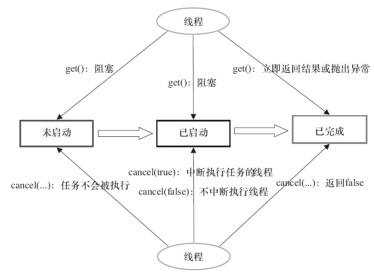 线程
get()：阻塞
get()：阻塞
get()：立即返回结果或抛出异常
未启动
已启动
已完成
cancel(true)：中断执行任务的线程
cancel(...)：任务不会被执行
cancel(false)：不中断执行线程
cancel(...)：返回false
线程